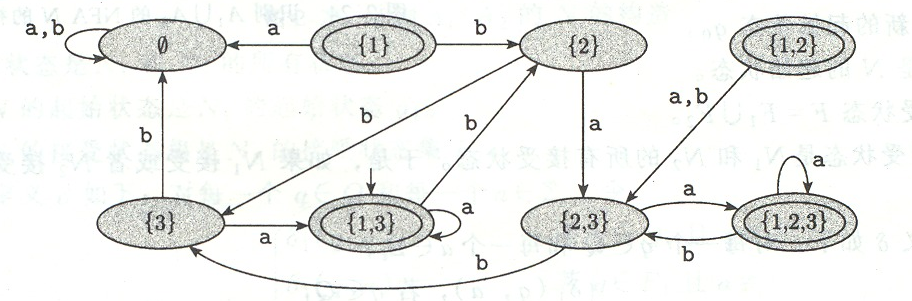 a,b
∅
a
{1}
b
{2}
{1,2}
b
b
b
a
a,b
{3}
a
{1,3}
a
{2,3}
a
b
{1,2,3}
a
b